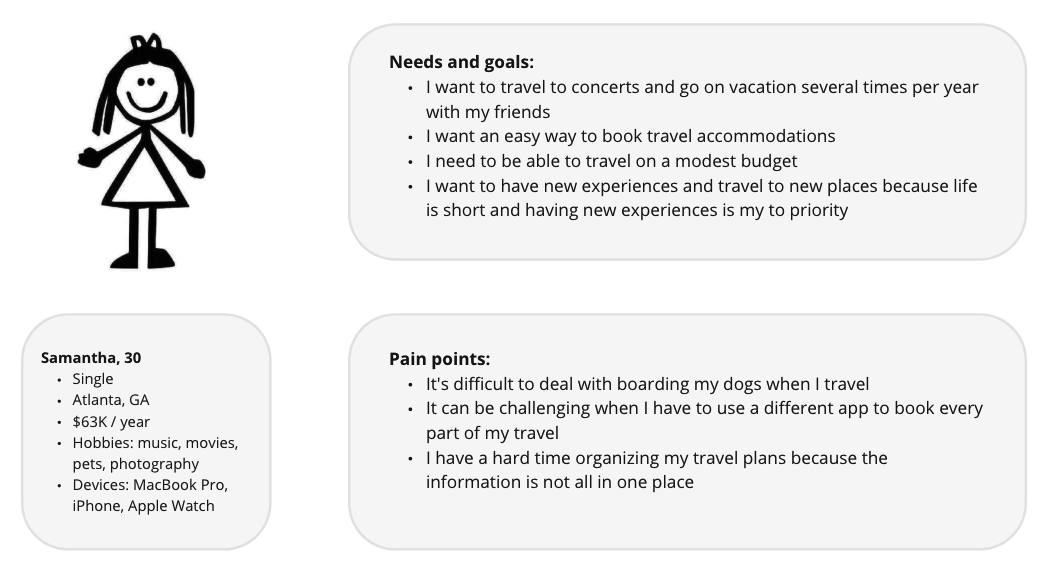 Needs and goals:
• I want to travel to concerts and go on vacation several times per year
with my friends
• I want an easy way to book travel accommodations
• I need to be able to travel on a modest budget
• I want to have new experiences and travel to new places because life
is short and having new experiences is my to priority
Samantha, 30
• Single
• Atlanta, GA
• $63K / year
• Hobbies: music, movies,
pets, photography
• Devices: MacBook Pro,
iPhone, Apple Watch
Pain points:
• It's difficult to deal with boarding my dogs when I travel
• It can be challenging when I have to use a different app to book every
part of my travel
• I have a hard time organizing my travel plans because the
information is not all in one place